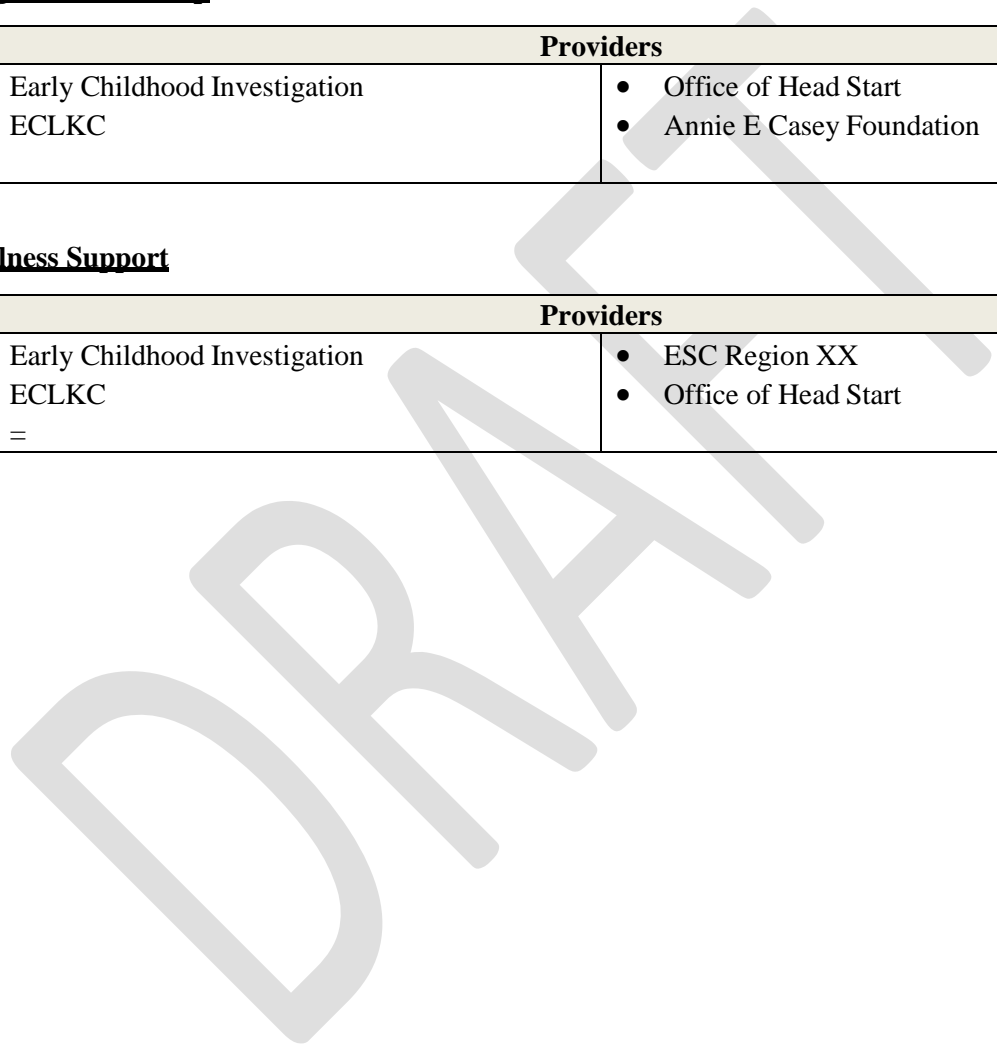 Providers
Early Childhood Investigation
ECLKC
• Office of Head Start
• Annie E Casey Foundation
lness Support
Providers
Early Childhood Investigation
ECLKC
=
• ESC Region XX
• Office of Head Start
DRAFT